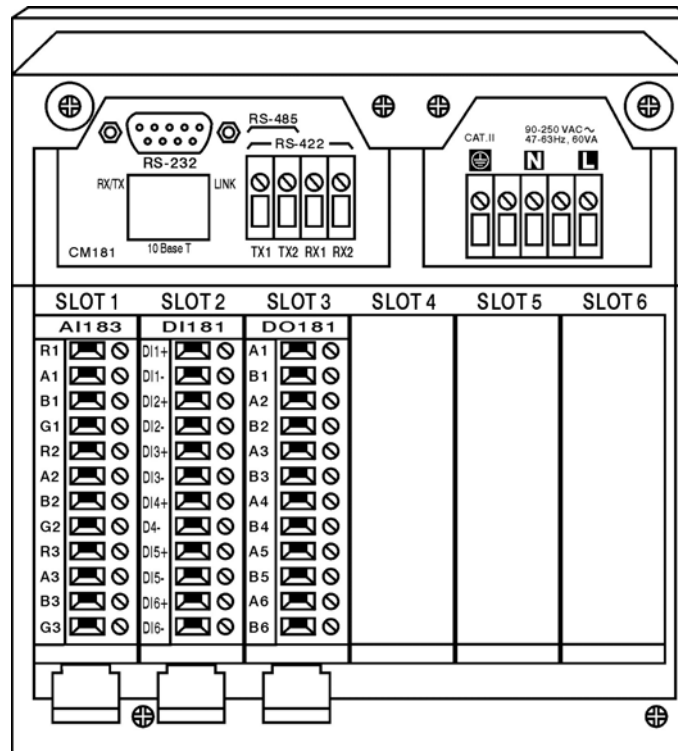 RS-485
RS-422
RS-232
RX/TX
LINK
10 Base T
CM181
TX1 TX2 RX1 RX2
CAT.II
90-250 VAC~
47-63Hz, 60VA
N
L
SLOT 1 SLOT 2 SLOT 3 SLOT 4 SLOT 5 SLOT 6
AI183 DI181 DO181
R1 DI1+ A1
A1 DI1- B1
B1 DI2+ A2
G1 DI2- B2
R2 DI3+ A3
A2 DI3- B3
B2 DI4+ A4
G2 D4- B4
R3 DI5+ A5
A3 DI5- B5
B3 DI6+ A6
G3 DI6- B6